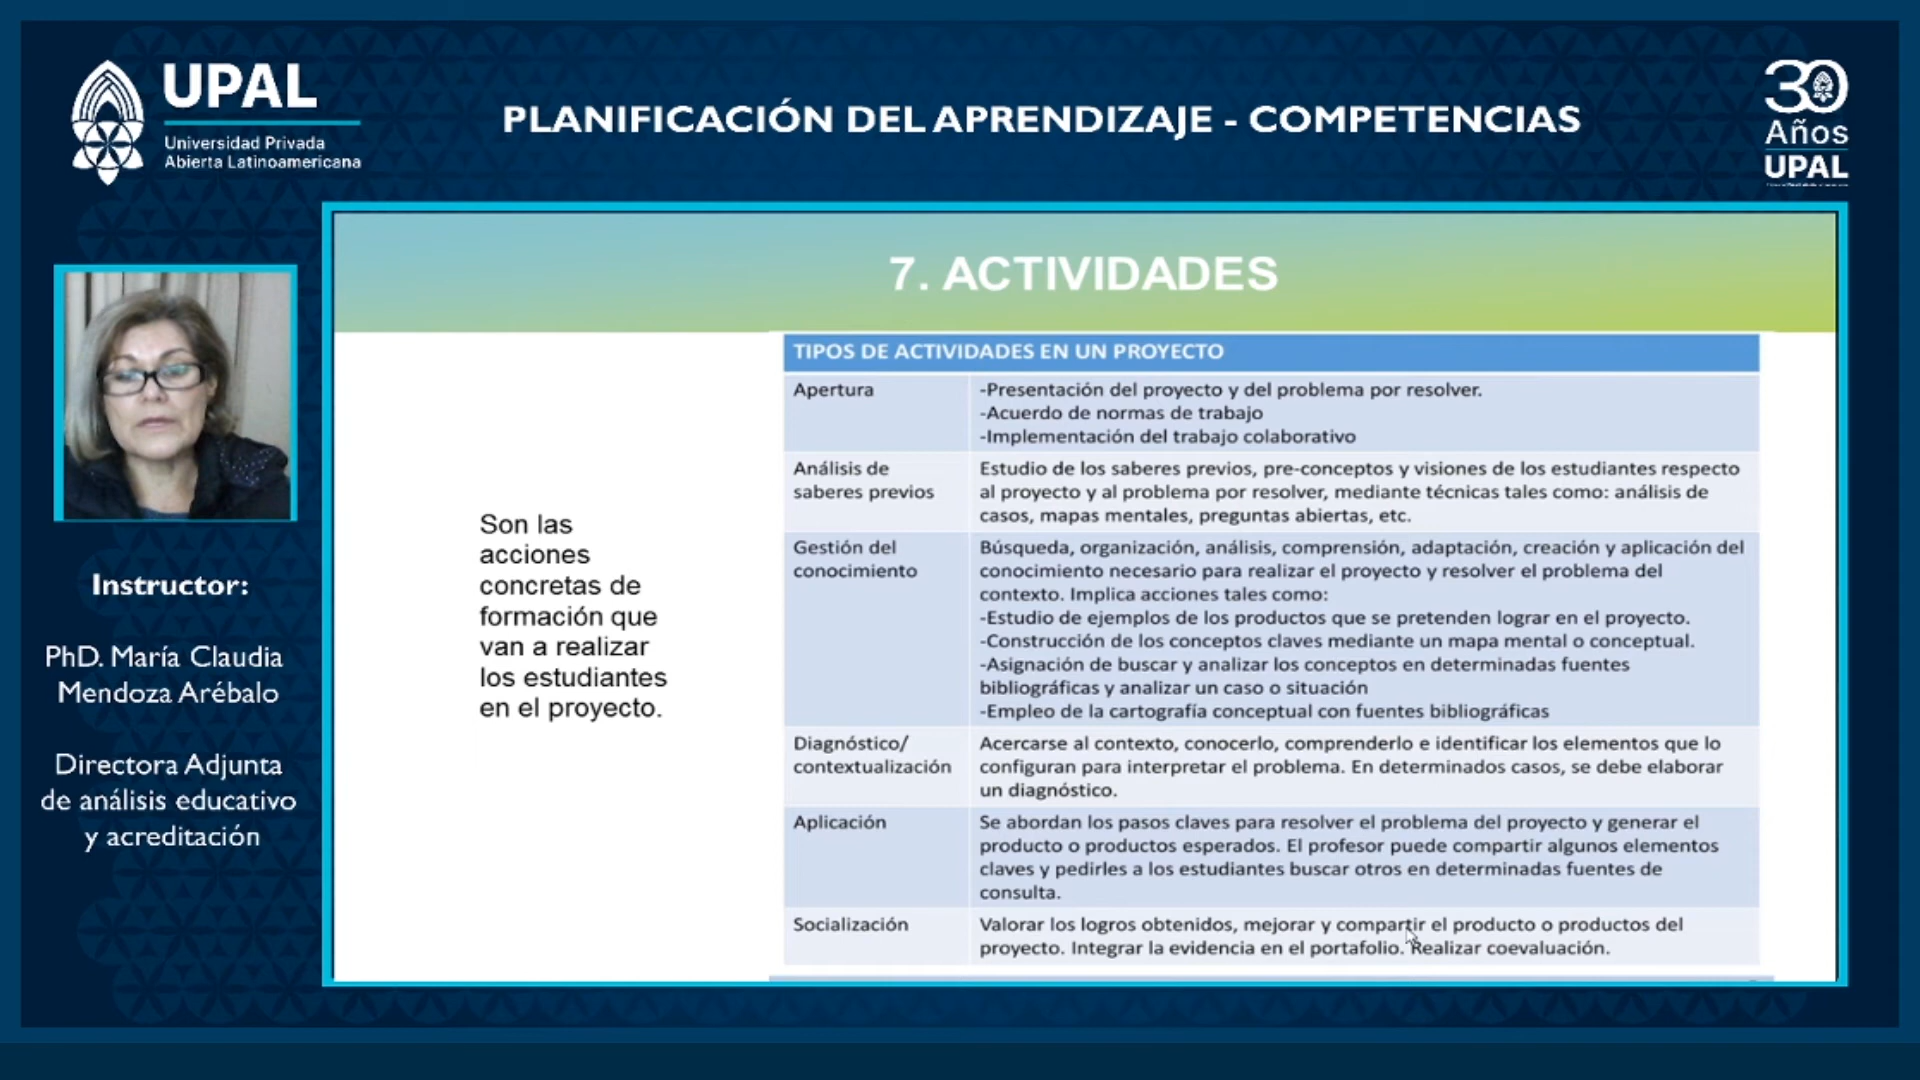 UPAL
Universidad Privada
Abierta Latinoamericana
PLANIFICACIÓN DEL APRENDIZAJE - COMPETENCIAS
30
Años
UPAL
7. ACTIVIDADES
Instructor:
PhD. María Claudia
Mendoza Arébalo
Directora Adjunta
de análisis educativo
y acreditación
Son las
acciones
concretas de
formación que
van a realizar
los estudiantes
en el proyecto.
TIPOS DE ACTIVIDADES EN UN PROYECTO
Apertura
-Presentación del proyecto y del problema por resolver.
-Acuerdo de normas de trabajo
-Implementación del trabajo colaborativo
Análisis de
saberes previos
Estudio de los saberes previos, pre-conceptos y visiones de los estudiantes respecto
al proyecto y al problema por resolver, mediante técnicas tales como: análisis de
casos, mapas mentales, preguntas abiertas, etc.
Gestión del
conocimiento
Búsqueda, organización, análisis, comprensión, adaptación, creación y aplicación del
conocimiento necesario para realizar el proyecto y resolver el problema del
contexto. Implica acciones tales como:
-Estudio de ejemplos de los productos que se pretenden lograr en el proyecto.
-Construcción de los conceptos claves mediante un mapa mental o conceptual.
-Asignación de buscar y analizar los conceptos en determinadas fuentes
bibliográficas y analizar un caso o situación
-Empleo de la cartografía conceptual con fuentes bibliográficas
Diagnóstico/
contextualización
Acercarse al contexto, conocerlo, comprenderlo e identificar los elementos que lo
configuran para interpretar el problema. En determinados casos, se debe elaborar
un diagnóstico.
Aplicación
Se abordan los pasos claves para resolver el problema del proyecto y generar el
producto o productos esperados. El profesor puede compartir algunos elementos
claves y pedirles a los estudiantes buscar otros en determinadas fuentes de
consulta.
Socialización
Valorar los logros obtenidos, mejorar y compartir el producto o productos del
proyecto. Integrar la evidencia en el portafolio. Realizar coevaluación.